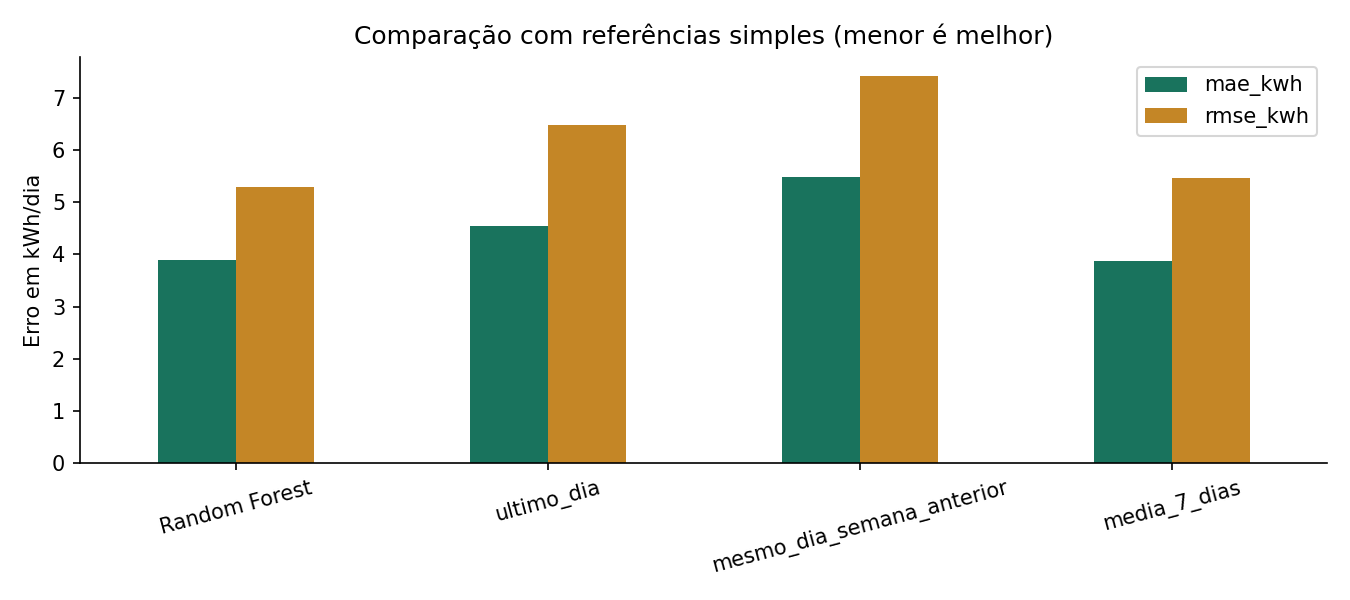 Comparação com referências simples (menor é melhor)
mae_kwh
rmse_kwh
Erro em kWh/dia
7
6
5
4
3
2
1
0
Random Forest
ultimo_dia
mesmo_dia_semana_anterior
media_7_dias